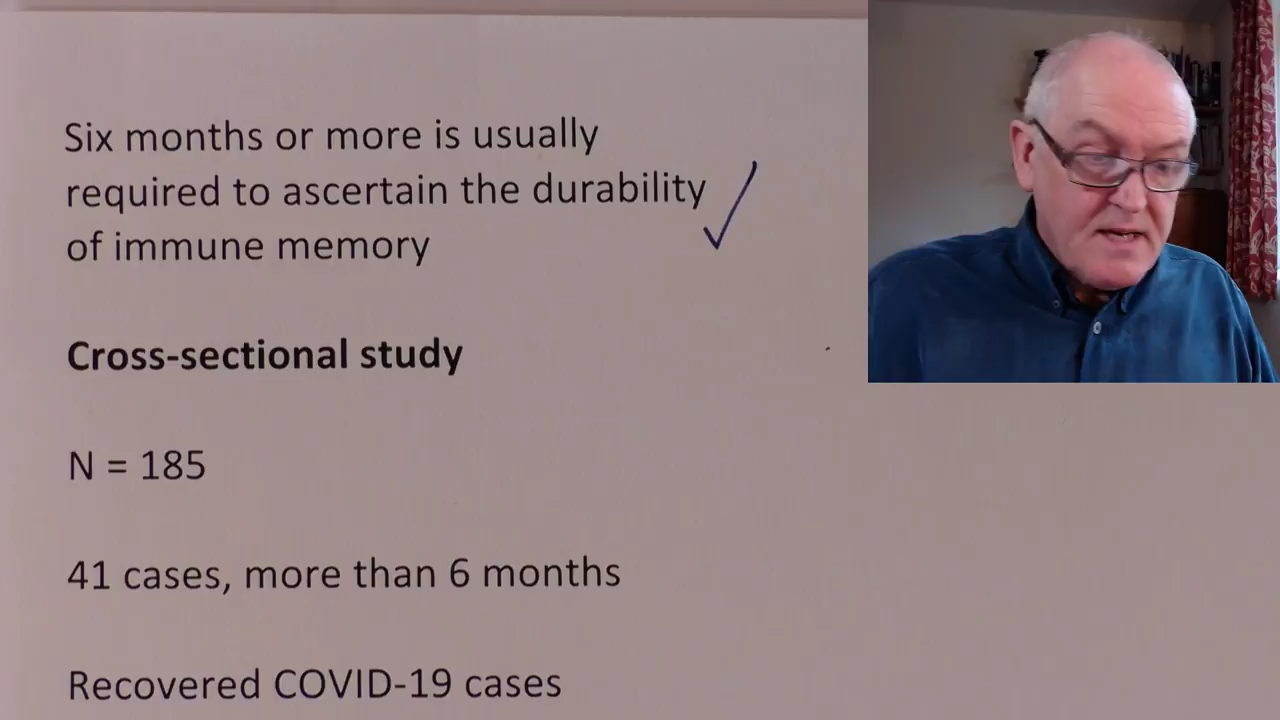 Six months or more is usually
required to ascertain the durability
of immune memory
Cross-sectional study
N = 185
41 cases, more than 6 months
Recovered COVID-19 cases